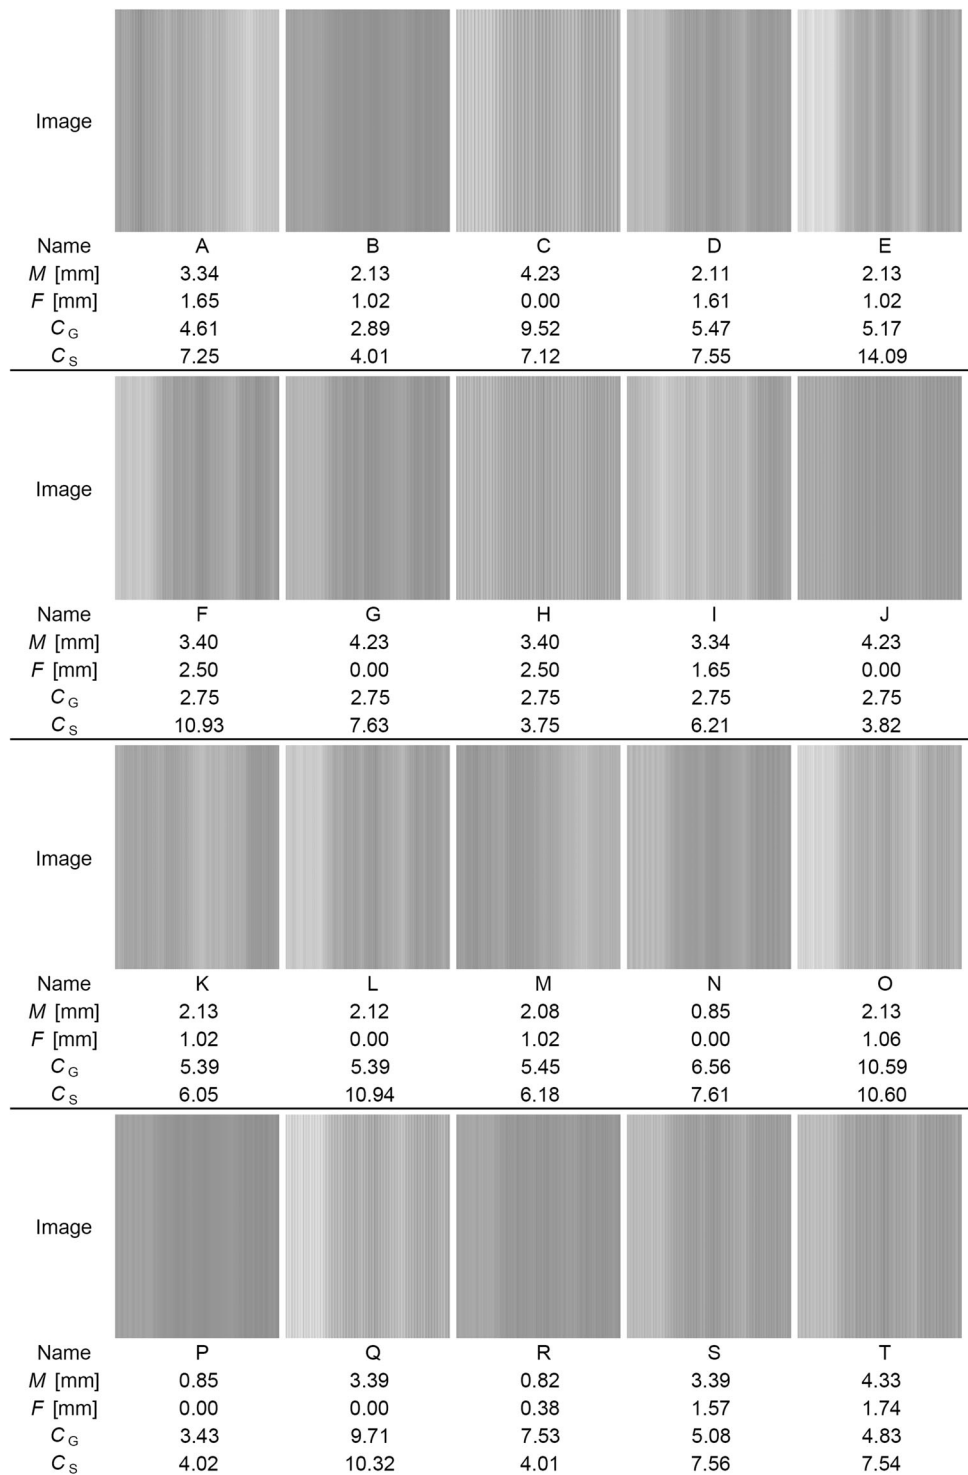 Image
Name A B C D E
M [mm] 3.34 2.13 4.23 2.11 2.13
F [mm] 1.65 1.02 0.00 1.61 1.02
C G 4.61 2.89 9.52 5.47 5.17
C S 7.25 4.01 7.12 7.55 14.09
Image
Name F G H I J
M [mm] 3.40 4.23 3.40 3.34 4.23
F [mm] 2.50 0.00 2.50 1.65 0.00
C G 2.75 2.75 2.75 2.75 2.75
C S 10.93 7.63 3.75 6.21 3.82
Image
Name K L M N O
M [mm] 2.13 2.12 2.08 0.85 2.13
F [mm] 1.02 0.00 1.02 0.00 1.06
C G 5.39 5.39 5.45 6.56 10.59
C S 6.05 10.94 6.18 7.61 10.60
Image
Name P Q R S T
M [mm] 0.85 3.39 0.82 3.39 4.33
F [mm] 0.00 0.00 0.38 1.57 1.74
C G 3.43 9.71 7.53 5.08 4.83
C S 4.02 10.32 4.01 7.56 7.54